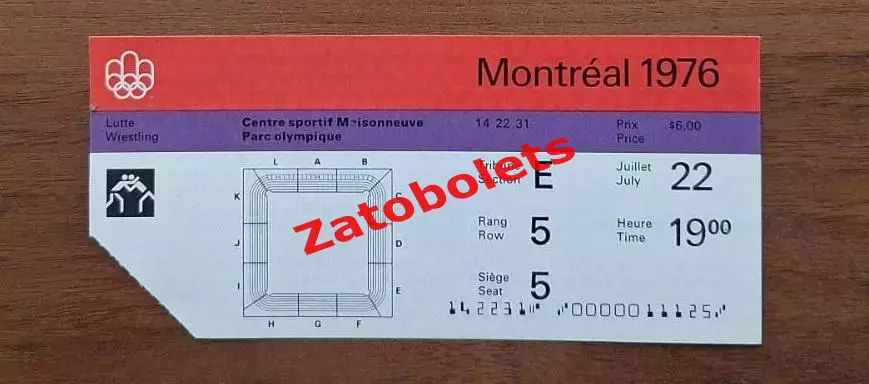 Montréal 1976
Lutte
Wrestling
Centre sportif Maisonneuve
Parc olympique
14 22 31
Prix
Price
$6.00
Tribune
Section
E
Juillet
July
22
Rang
Row
5
Heure
Time
19⁰⁰
Siège
Seat
5
L A B
K C
J D
I E
H G F
142231 00000011125
Zatobolets